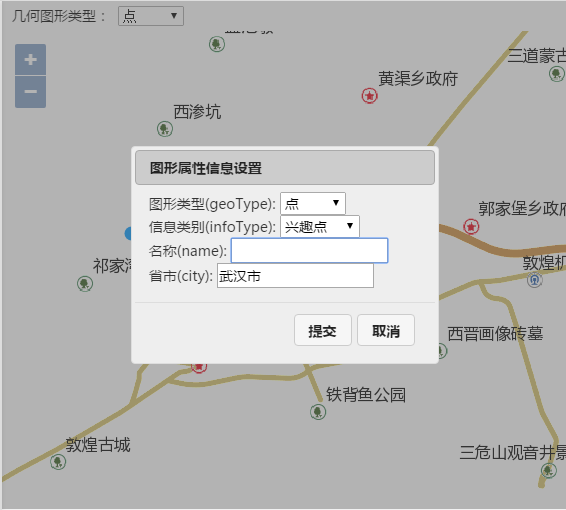 几何图形类型： 点
三道蒙古
黄渠乡政府
西渗坑
图形属性信息设置
图形类型(geoType): 点
信息类别(infoType): 兴趣点
名称(name):
省市(city): 武汉市
提交 取消
郭家堡乡政府
祁家湾
敦煌机
西晋画像砖墓
铁背鱼公园
敦煌古城
三危山观音井景